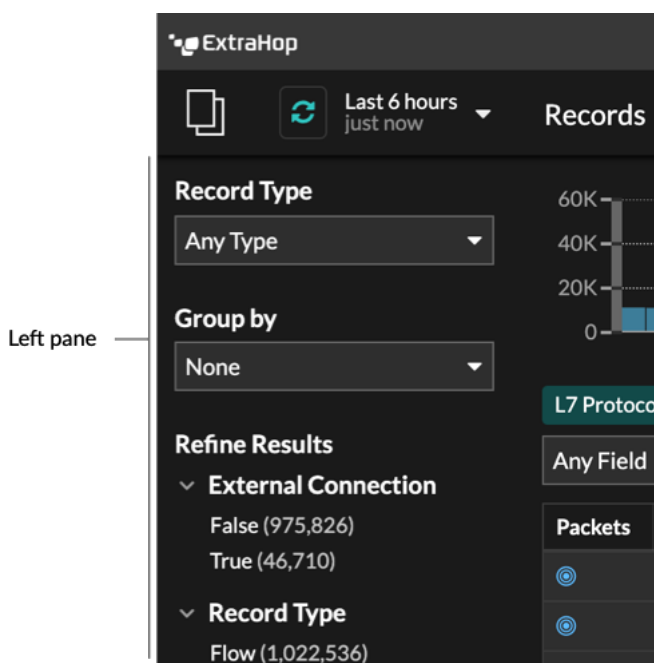 ExtraHop
Last 6 hours
just now
Records
Left pane
Record Type
Any Type
Group by
None
Refine Results
External Connection
False (975,826)
True (46,710)
Record Type
Flow (1,022,536)
60K
40K
20K
0
L7 Protoco
Any Field
Packets